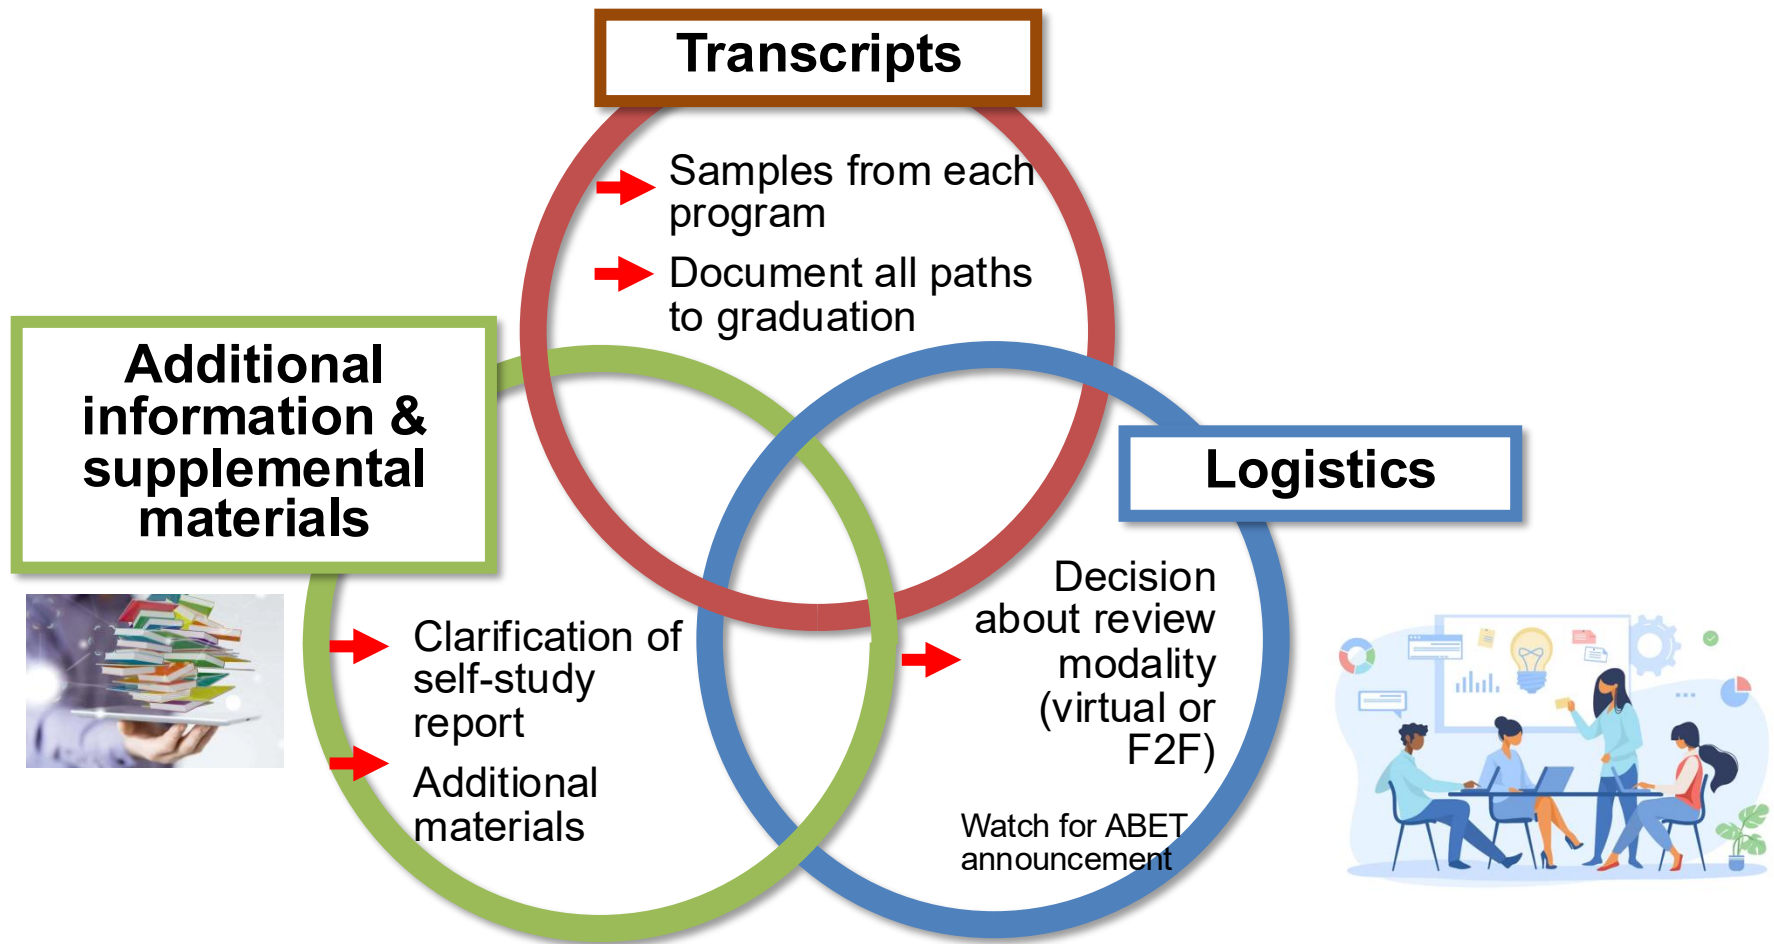 Transcripts
Samples from each
program
Document all paths
to graduation
Additional
information &
supplemental
materials
Logistics
Clarification of
self-study
report
Additional
materials
Decision
about review
modality
(virtual or
F2F)
Watch for ABET
announcement